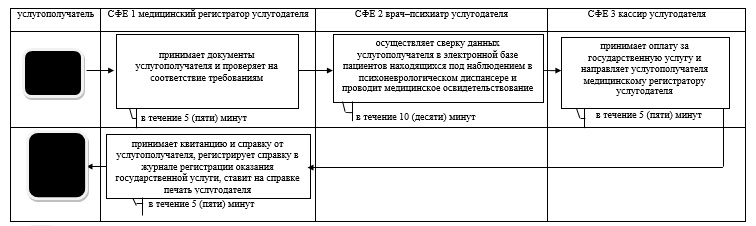 услугополучатель
СФЕ 1 медицинский регистратор услугодателя
СФЕ 2 врач–психиатр услугодателя
СФЕ 3 кассир услугодателя
принимает документы
услугополучателя и проверяет на
соответствие требованиям
в течение 5 (пяти) минут
осуществляет сверку данных
услугополучателя в электронной базе
пациентов находящихся под наблюдением в
психоневрологическом диспансере и
проводит медицинское освидетельствование
в течение 10 (десяти) минут
принимает оплату за
государственную услугу и
направляет услугополучателя
медицинскому регистратору
услугодателя
в течение 5 (пяти) минут
принимает квитанцию и справку от
услугополучателя, регистрирует справку в
журнале регистрации оказания
государственной услуги, ставит на справке
печать услугодателя
в течение 5 (пяти) минут